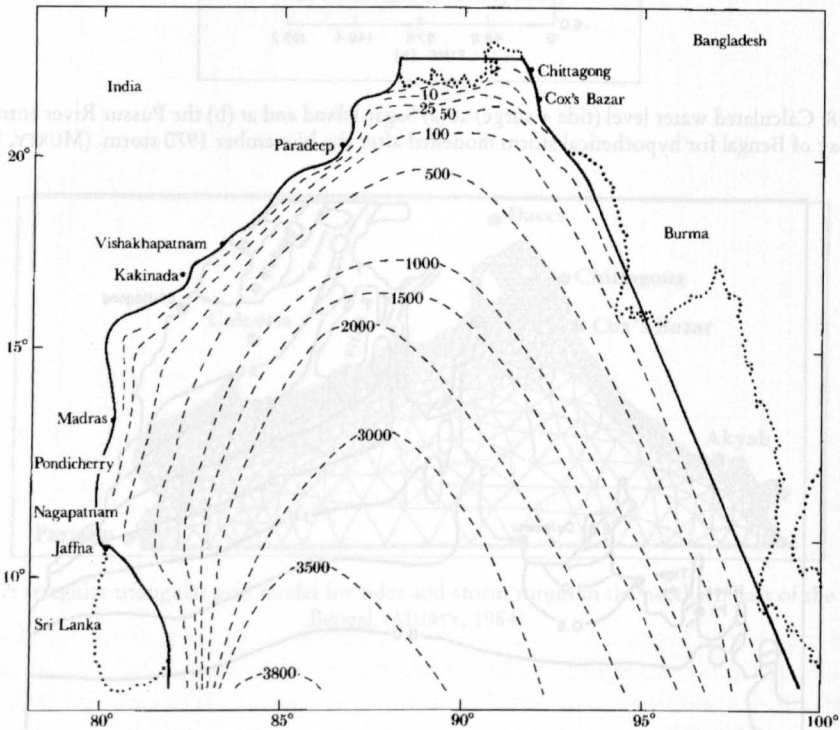 India
Bangladesh
Chittagong
Cox's Bazar
10
25
50
100
Paradeep
20°
500
Vishakhapatnam
Burma
Kakinada
1000
1500
2000
15°
Madras
3000
Pondicherry
Nagapatnam
Jaffna
3500
10°
Sri Lanka
3800
80°
85°
90°
95°
100°